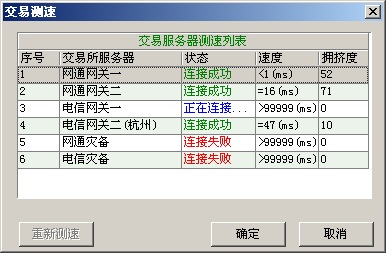 交易测速
交易服务器测速列表
序号 交易所服务器 状态 速度 拥挤度
1 网通网关一 连接成功 <1(ms) 52
2 网通网关二 连接成功 =16(ms) 71
3 电信网关一 正在连接... >99999(ms) 0
4 电信网关二(杭州) 连接成功 =47(ms) 10
5 网通灾备 连接失败 >99999(ms) 0
6 电信灾备 连接失败 >99999(ms) 0
重新测速 确定 取消